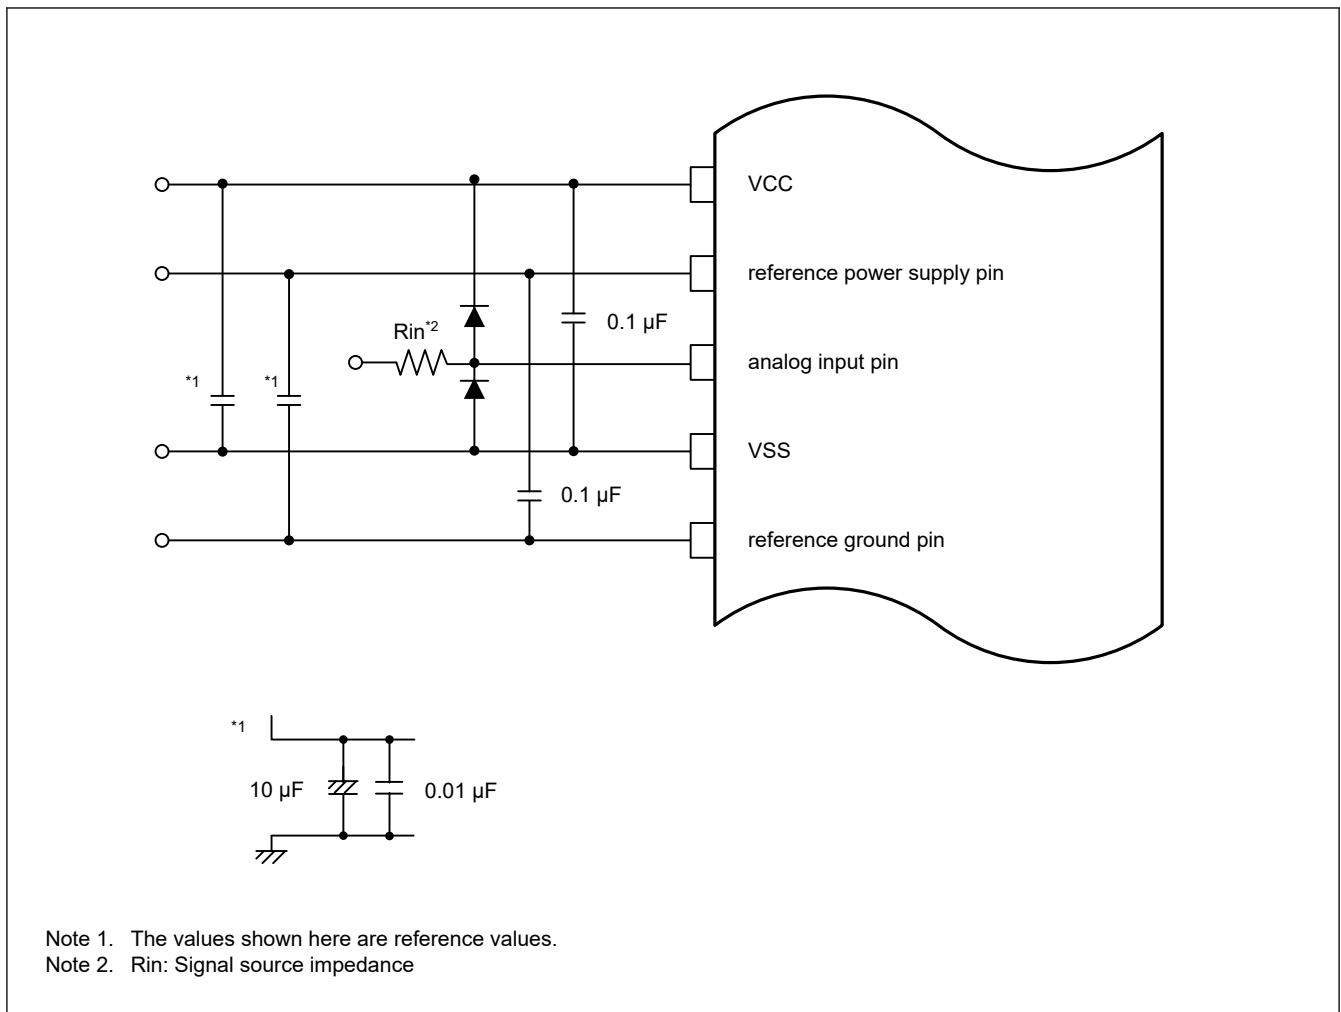 VCC
reference power supply pin
Rin*2
0.1 µF
analog input pin
*1
*1
VSS
0.1 µF
reference ground pin
*1
10 µF
0.01 µF
Note 1. The values shown here are reference values.
Note 2. Rin: Signal source impedance